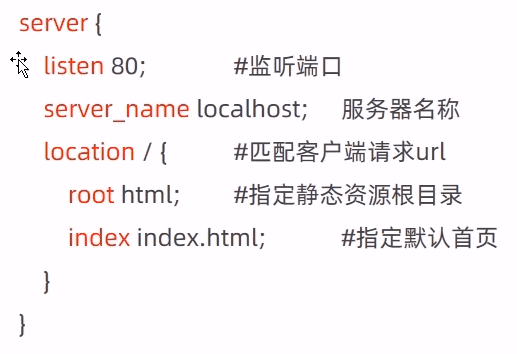 server {
listen 80; #监听端口
server_name localhost; 服务器名称
location / { #匹配客户端请求url
root html; #指定静态资源根目录
index index.html; #指定默认首页
}
}